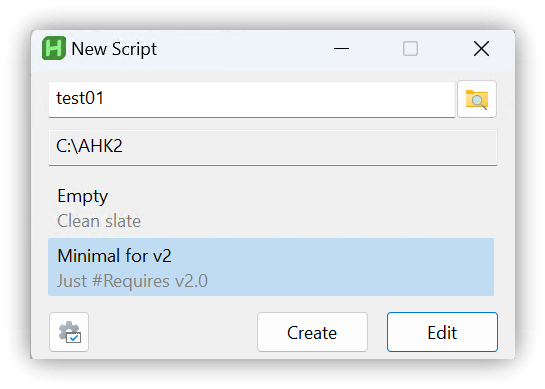 New Script
test01
C:\AHK2
Empty
Clean slate
Minimal for v2
Just #Requires v2.0
Create
Edit